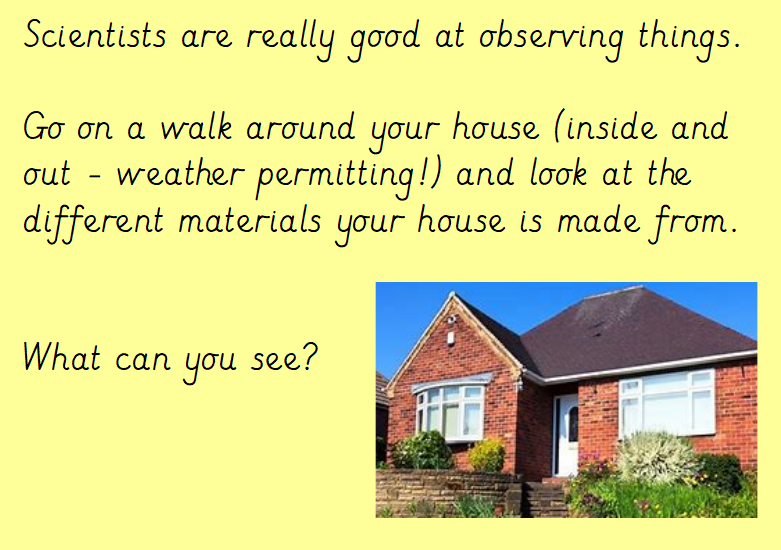 Scientists are really good at observing things.
Go on a walk around your house (inside and
out - weather permitting!) and look at the
different materials your house is made from.
What can you see?